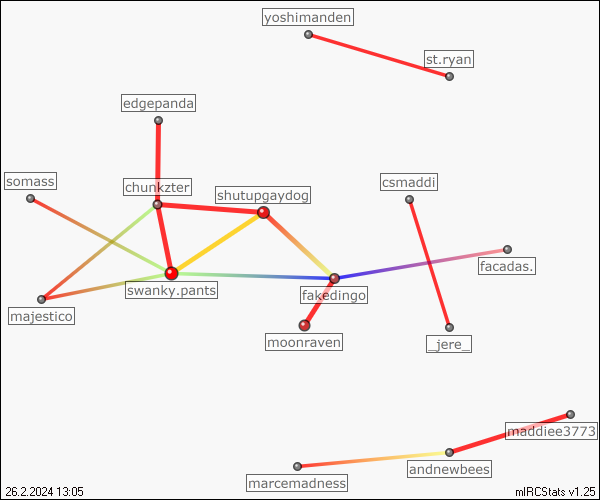 yoshimanden
st.ryan
edgepanda
somass
chunkzter
shutupgaydog
csmaddi
facadas.
swanky.pants
fakedingo
majestico
moonraven
_jere_
maddiee3773
andnewbees
marcemadness
26.2.2024 13:05
mIRCStats v1.25